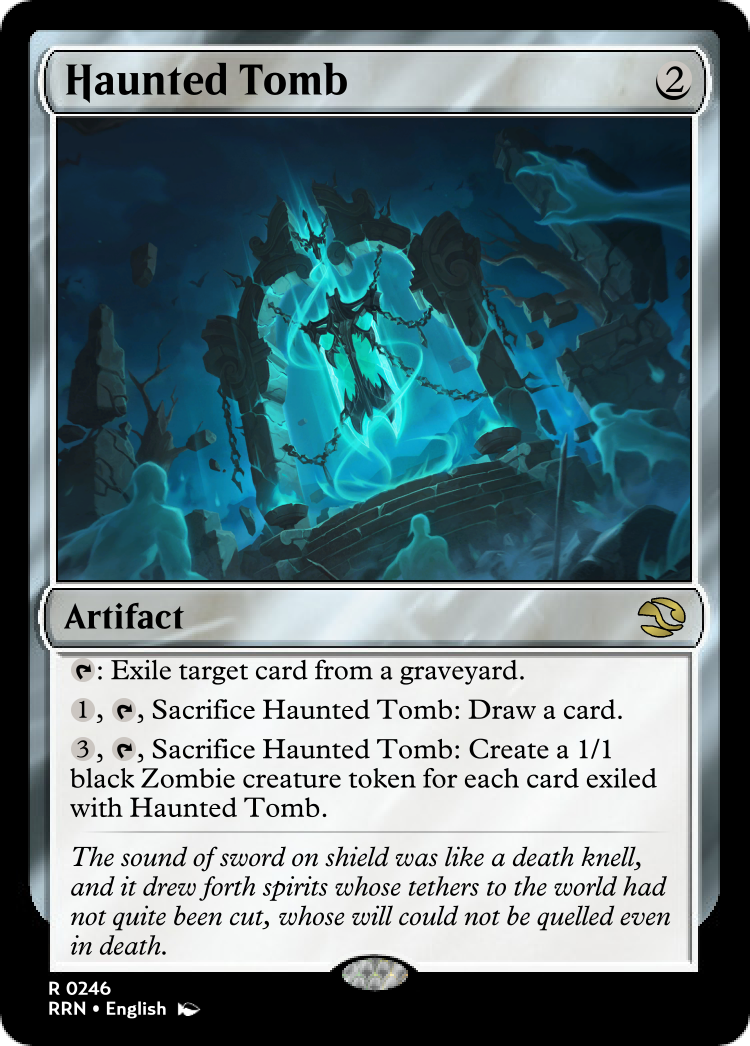 Haunted Tomb 2
Artifact
: Exile target card from a graveyard.
1, , Sacrifice Haunted Tomb: Draw a card.
3, , Sacrifice Haunted Tomb: Create a 1/1
black Zombie creature token for each card exiled
with Haunted Tomb.
The sound of sword on shield was like a death knell,
and it drew forth spirits whose tethers to the world had
not quite been cut, whose will could not be quelled even
in death.
R 0246
RRN • English